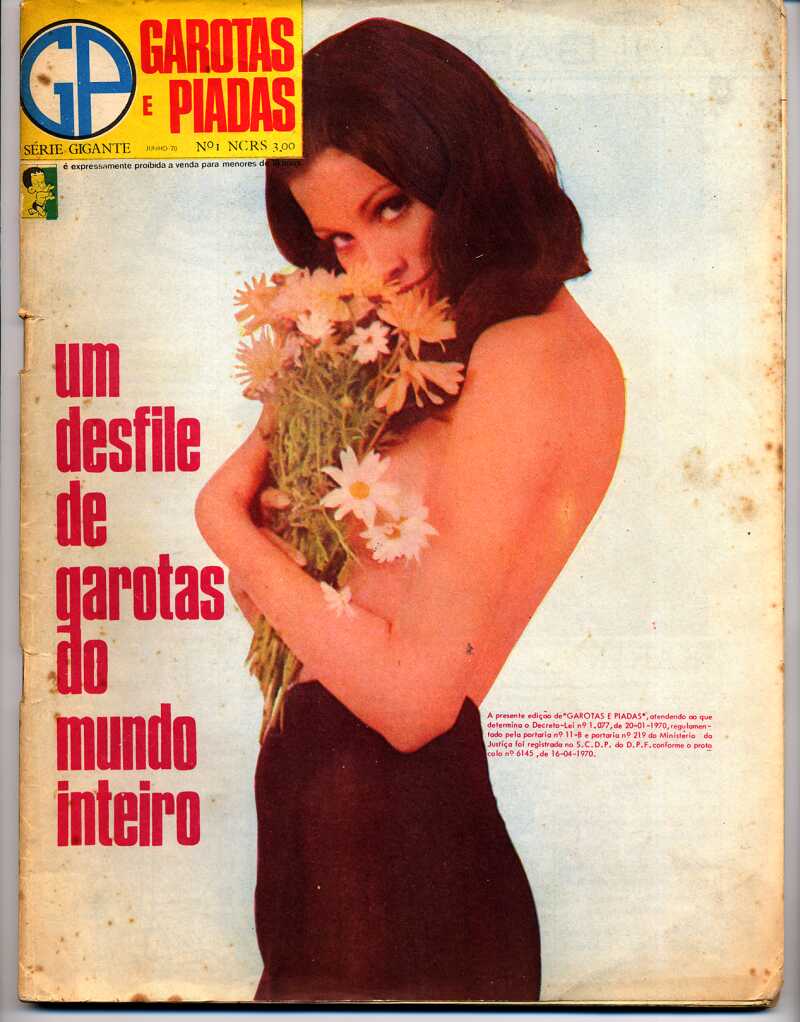 GP
GAROTAS
E PIADAS
SÉRIE GIGANTE JUNHO-70 Nº1 NCR$ 3,00
é expressamente proibida a venda para menores de
um
desfile
de
garotas
do
mundo
inteiro
A presente edição de "GAROTAS E PIADAS", atendendo ao que
determina o Decreto-Lei nº 1.077, de 20-01-1970, regulamen-
tado pela portaria nº 11-B e portaria nº 219 do Ministerio do
Justiça foi registrada no S.C.D.P. do D.P.F. conforme o proto
colo nº 6145, de 16-04-1970.